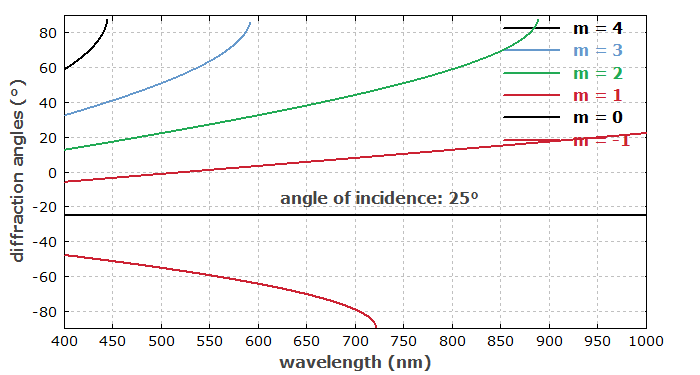 80
60
40
20
0
-20
-40
-60
-80
diffraction angles (°)
m = 4
m = 3
m = 2
m = 1
m = 0
m = -1
angle of incidence: 25°
400 450 500 550 600 650 700 750 800 850 900 950 1000
wavelength (nm)